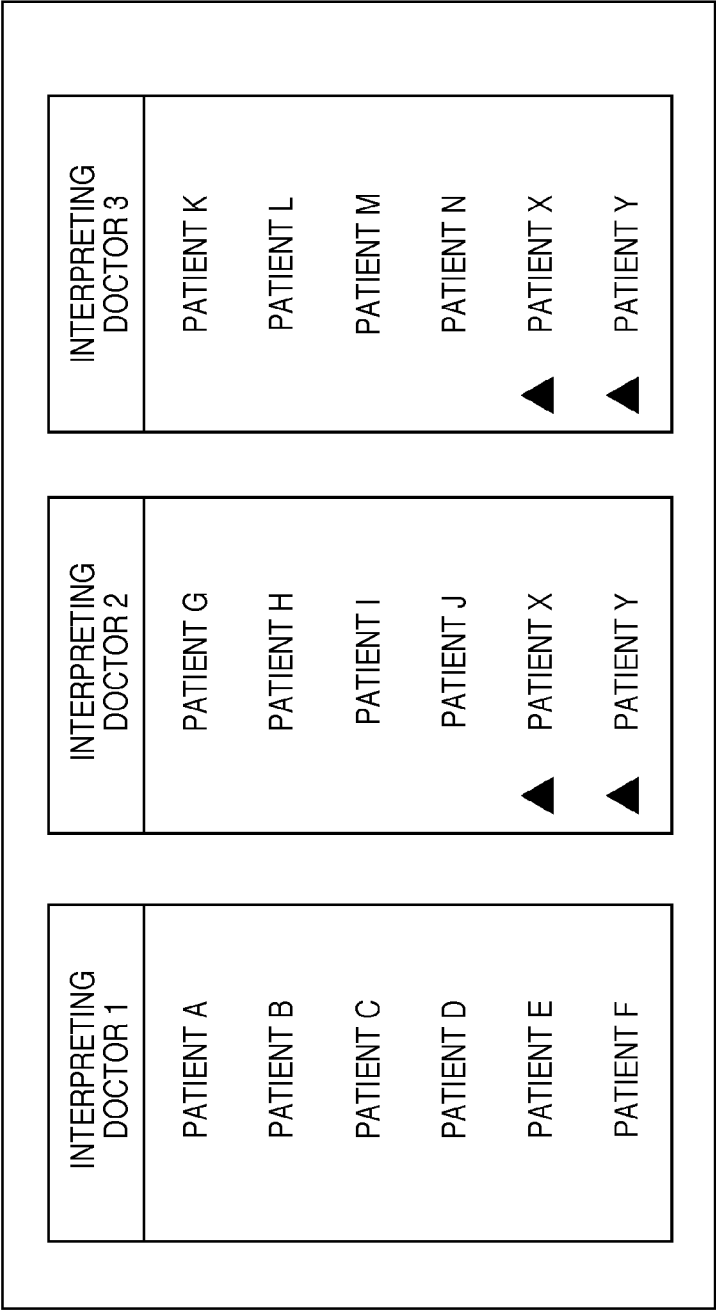 INTERPRETING
DOCTOR 1
PATIENT A
PATIENT B
PATIENT C
PATIENT D
PATIENT E
PATIENT F
INTERPRETING
DOCTOR 2
PATIENT G
PATIENT H
PATIENT I
PATIENT J
PATIENT X
PATIENT Y
INTERPRETING
DOCTOR 3
PATIENT K
PATIENT L
PATIENT M
PATIENT N
PATIENT X
PATIENT Y